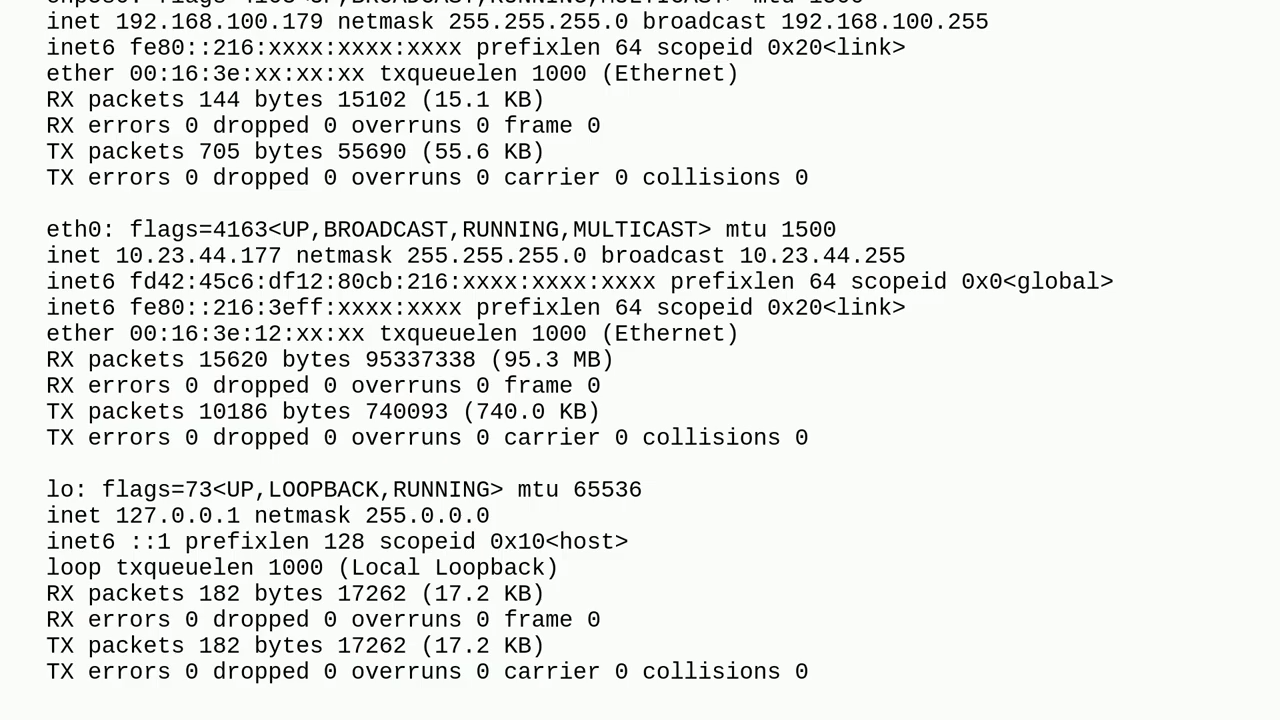 inet 192.168.100.179 netmask 255.255.255.0 broadcast 192.168.100.255
inet6 fe80::216:xxxx:xxxx:xxxx prefixlen 64 scopeid 0x20<link>
ether 00:16:3e:xx:xx:xx txqueuelen 1000 (Ethernet)
RX packets 144 bytes 15102 (15.1 KB)
RX errors 0 dropped 0 overruns 0 frame 0
TX packets 705 bytes 55690 (55.6 KB)
TX errors 0 dropped 0 overruns 0 carrier 0 collisions 0

eth0: flags=4163<UP,BROADCAST,RUNNING,MULTICAST> mtu 1500
inet 10.23.44.177 netmask 255.255.255.0 broadcast 10.23.44.255
inet6 fd42:45c6:df12:80cb:216:xxxx:xxxx:xxxx prefixlen 64 scopeid 0x0<global>
inet6 fe80::216:3eff:xxxx:xxxx prefixlen 64 scopeid 0x20<link>
ether 00:16:3e:12:xx:xx txqueuelen 1000 (Ethernet)
RX packets 15620 bytes 95337338 (95.3 MB)
RX errors 0 dropped 0 overruns 0 frame 0
TX packets 10186 bytes 740093 (740.0 KB)
TX errors 0 dropped 0 overruns 0 carrier 0 collisions 0

lo: flags=73<UP,LOOPBACK,RUNNING> mtu 65536
inet 127.0.0.1 netmask 255.0.0.0
inet6 ::1 prefixlen 128 scopeid 0x10<host>
loop txqueuelen 1000 (Local Loopback)
RX packets 182 bytes 17262 (17.2 KB)
RX errors 0 dropped 0 overruns 0 frame 0
TX packets 182 bytes 17262 (17.2 KB)
TX errors 0 dropped 0 overruns 0 carrier 0 collisions 0